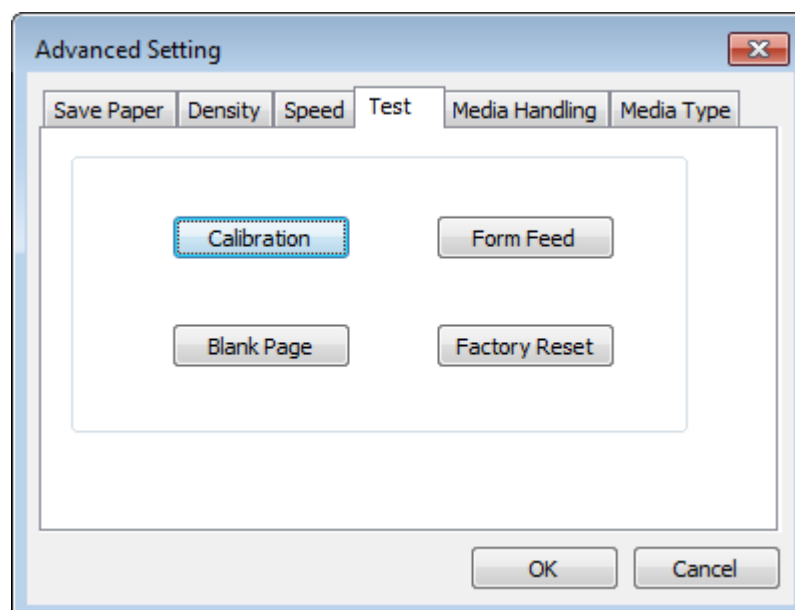 Advanced Setting
Save Paper Density Speed Test Media Handling Media Type
Calibration Form Feed
Blank Page Factory Reset
OK Cancel